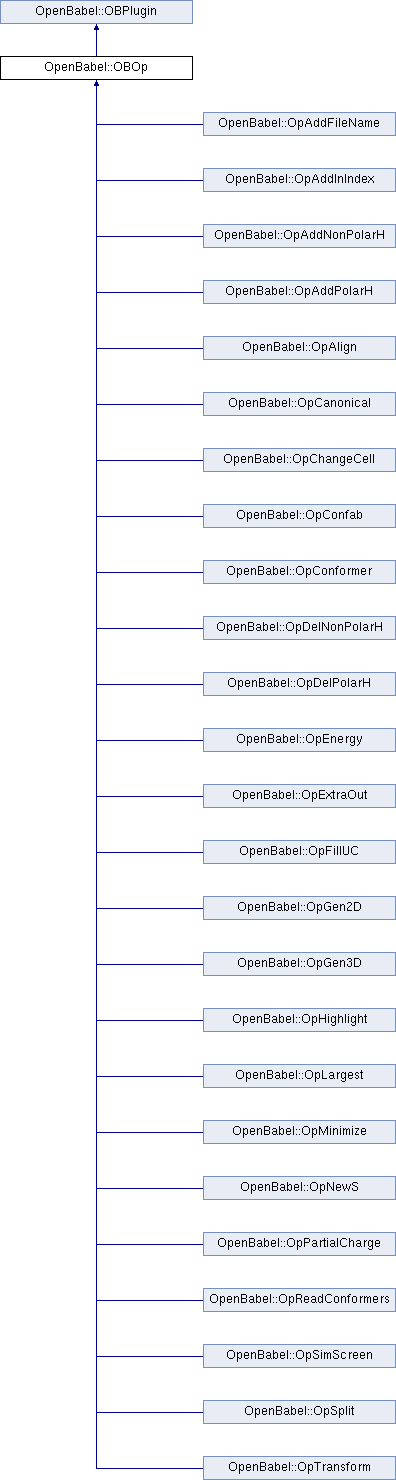 OpenBabel::OBPlugin
OpenBabel::OBOp
OpenBabel::OpAddFileName
OpenBabel::OpAddInIndex
OpenBabel::OpAddNonPolarH
OpenBabel::OpAddPolarH
OpenBabel::OpAlign
OpenBabel::OpCanonical
OpenBabel::OpChangeCell
OpenBabel::OpConfab
OpenBabel::OpConformer
OpenBabel::OpDelNonPolarH
OpenBabel::OpDelPolarH
OpenBabel::OpEnergy
OpenBabel::OpExtraOut
OpenBabel::OpFillUC
OpenBabel::OpGen2D
OpenBabel::OpGen3D
OpenBabel::OpHighlight
OpenBabel::OpLargest
OpenBabel::OpMinimize
OpenBabel::OpNewS
OpenBabel::OpPartialCharge
OpenBabel::OpReadConformers
OpenBabel::OpSimScreen
OpenBabel::OpSplit
OpenBabel::OpTransform